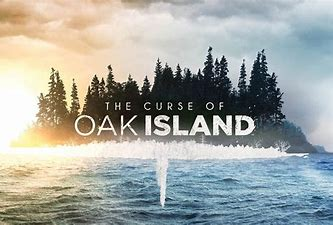 THE CURSE OF
OAK ISLAND